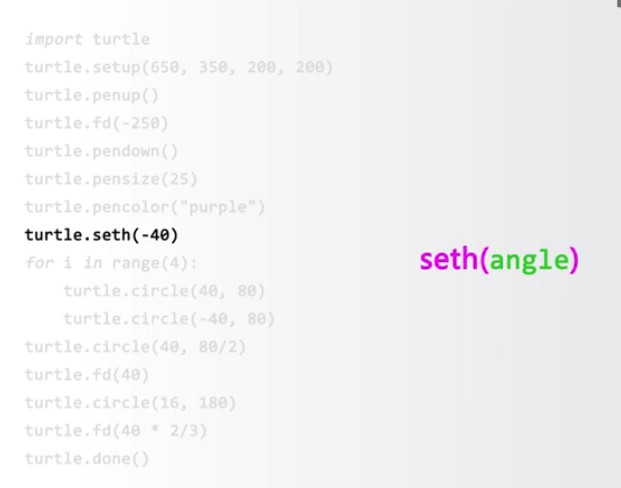 import turtle
turtle.setup(650, 350, 200, 200)
turtle.penup()
turtle.fd(-250)
turtle.pendown()
turtle.pensize(25)
turtle.pencolor("purple")
turtle.seth(-40)
for i in range(4):
    turtle.circle(40, 80)
    turtle.circle(-40, 80)
turtle.circle(40, 80/2)
turtle.fd(40)
turtle.circle(16, 180)
turtle.fd(40 * 2/3)
turtle.done()
seth(angle)